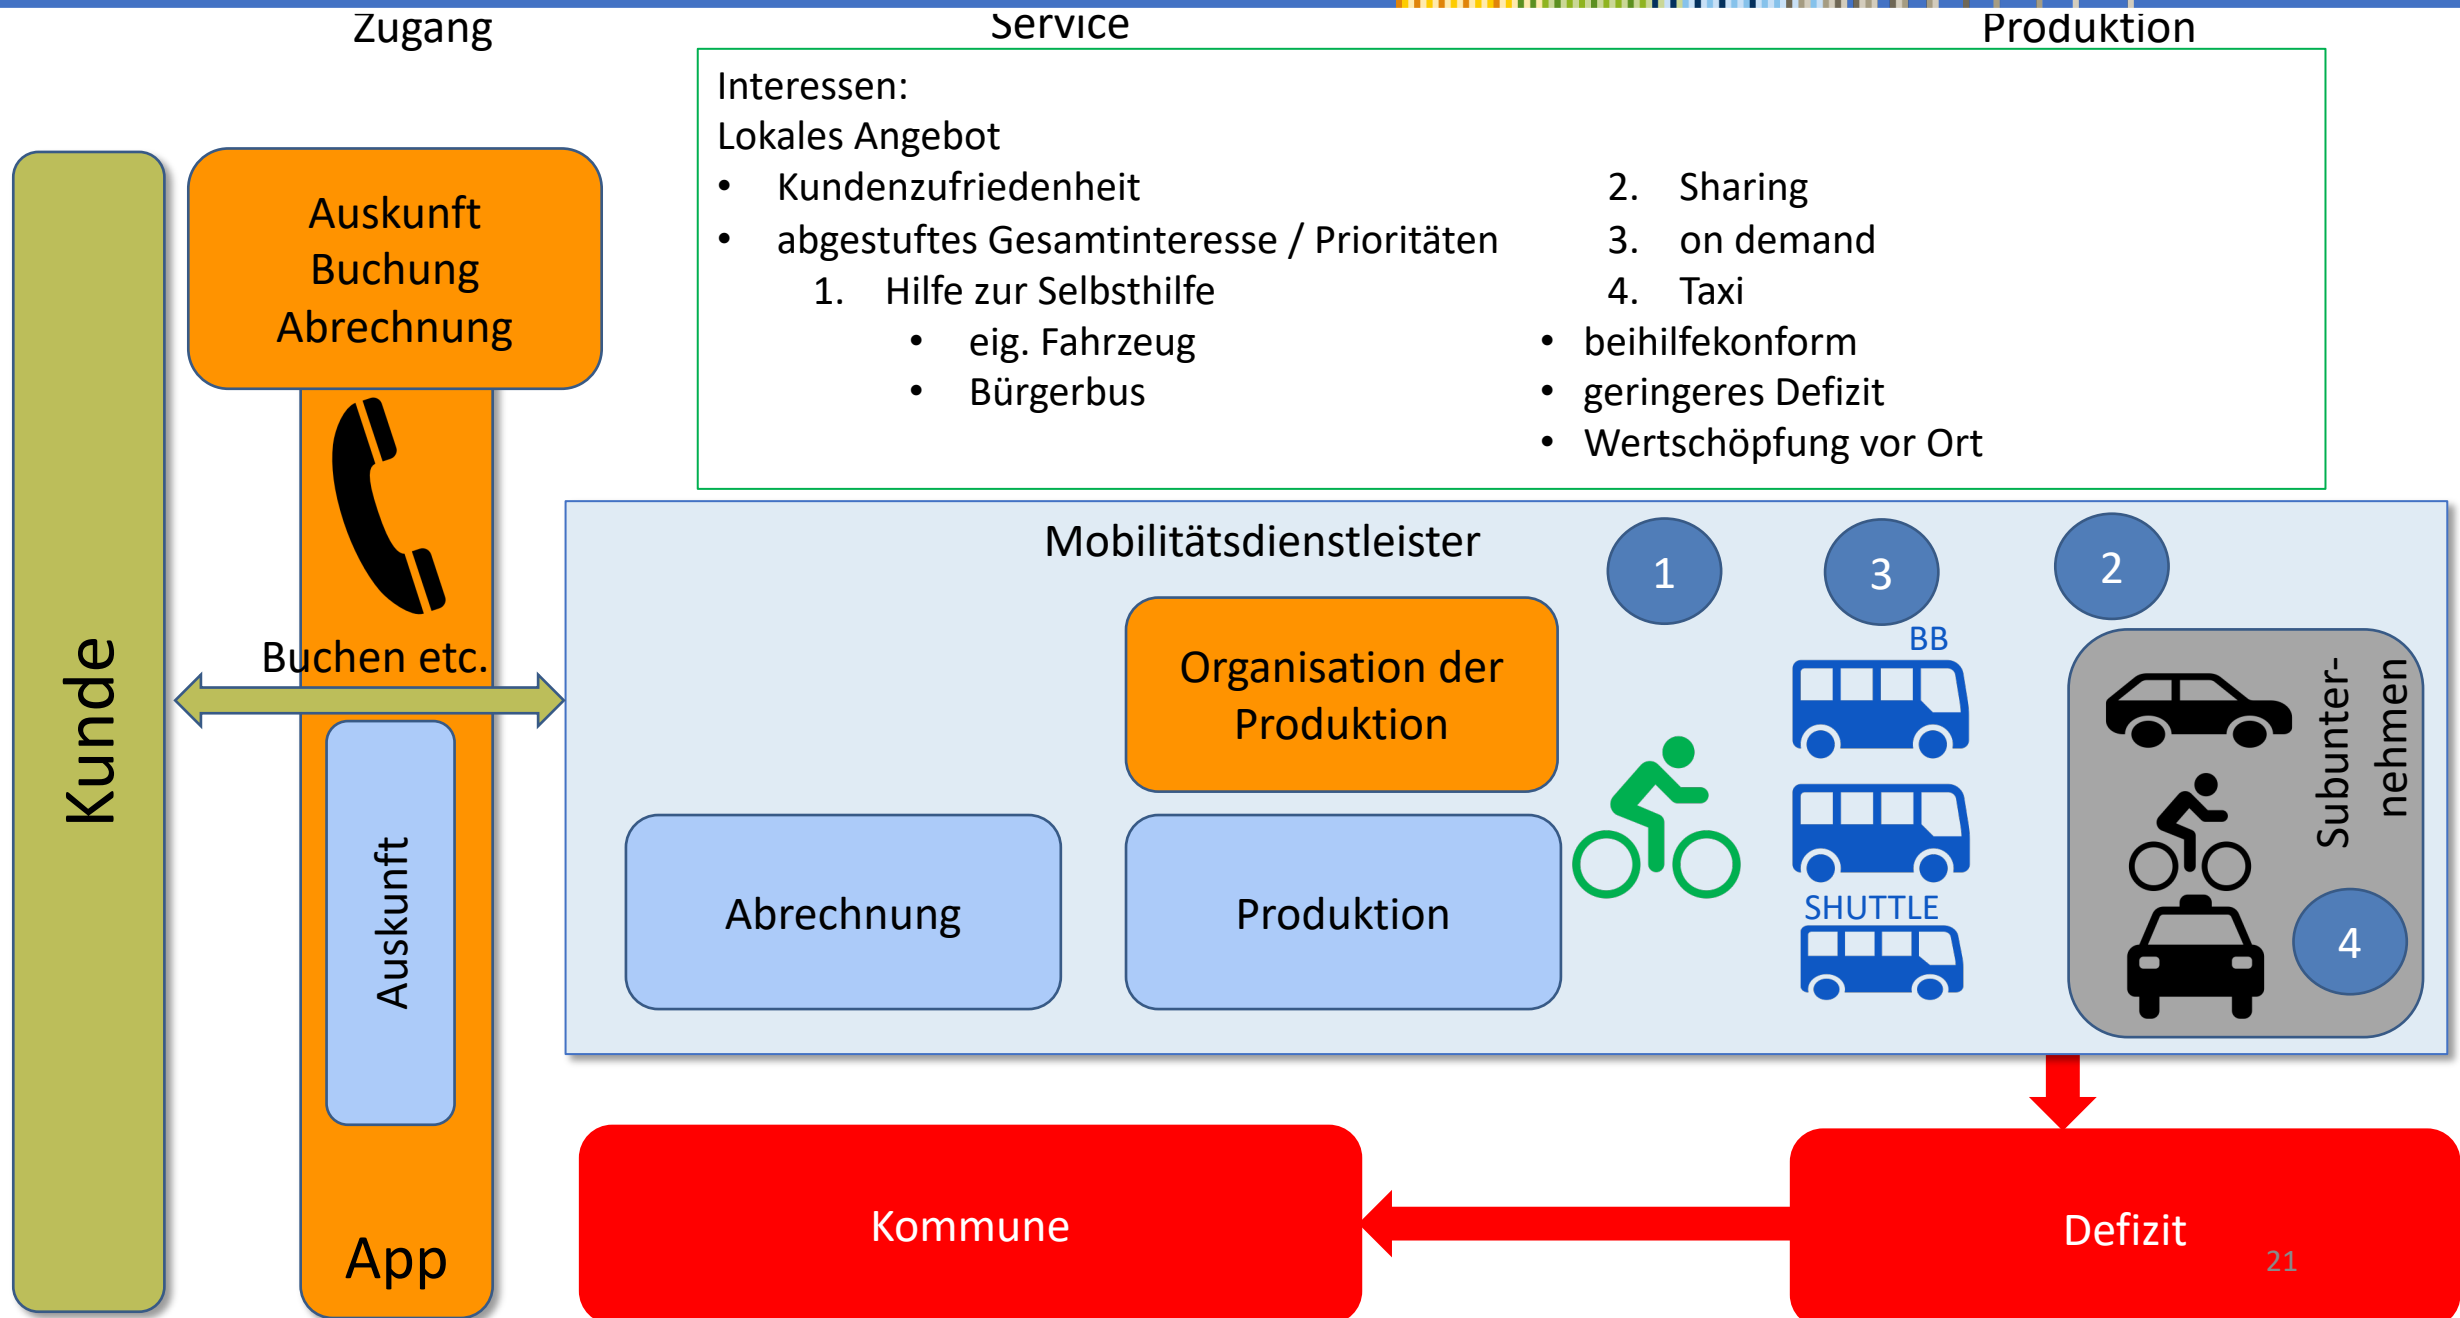 Zugang
Service
Produktion
Interessen:
Lokales Angebot
• Kundenzufriedenheit
• abgestuftes Gesamtinteresse / Prioritäten
1. Hilfe zur Selbsthilfe
• eig. Fahrzeug
• Bürgerbus
2. Sharing
3. on demand
4. Taxi
• beihilfekonform
• geringeres Defizit
• Wertschöpfung vor Ort
Kunde
Auskunft
Buchung
Abrechnung
Buchen etc.
Auskunft
App
Mobilitätsdienstleister
Organisation der
Produktion
Abrechnung
Produktion
1
3
2
BB
SHUTTLE
Subunter-
nehmen
4
Kommune
Defizit
21